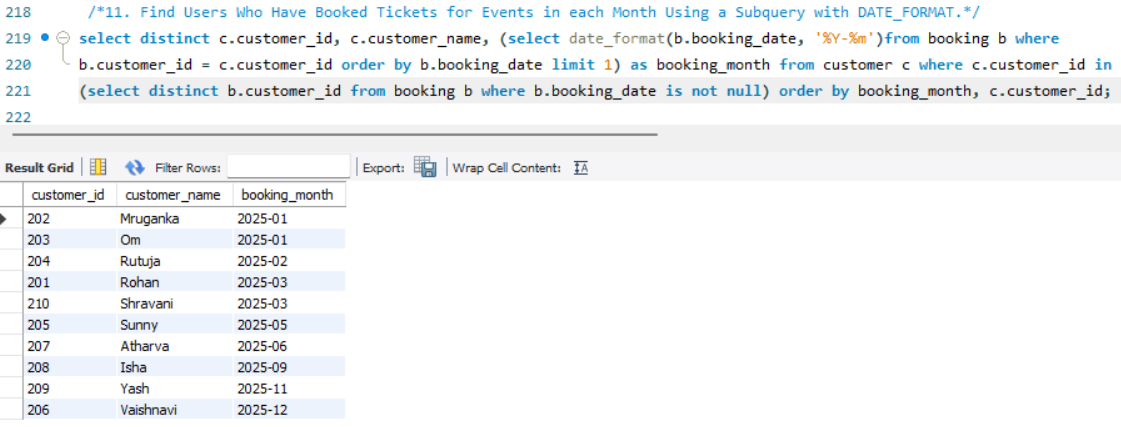 218 /*11. Find Users Who Have Booked Tickets for Events in each Month Using a Subquery with DATE_FORMAT.*/
219 select distinct c.customer_id, c.customer_name, (select date_format(b.booking_date, '%Y-%m')from booking b where
220 b.customer_id = c.customer_id order by b.booking_date limit 1) as booking_month from customer c where c.customer_id in
221 (select distinct b.customer_id from booking b where b.booking_date is not null) order by booking_month, c.customer_id;
222
Result Grid Filter Rows: Export: Wrap Cell Content: IA
customer_id customer_name booking_month
202 Mruganka 2025-01
203 Om 2025-01
204 Rutuja 2025-02
201 Rohan 2025-03
210 Shravani 2025-03
205 Sunny 2025-05
207 Atharva 2025-06
208 Isha 2025-09
209 Yash 2025-11
206 Vaishnavi 2025-12